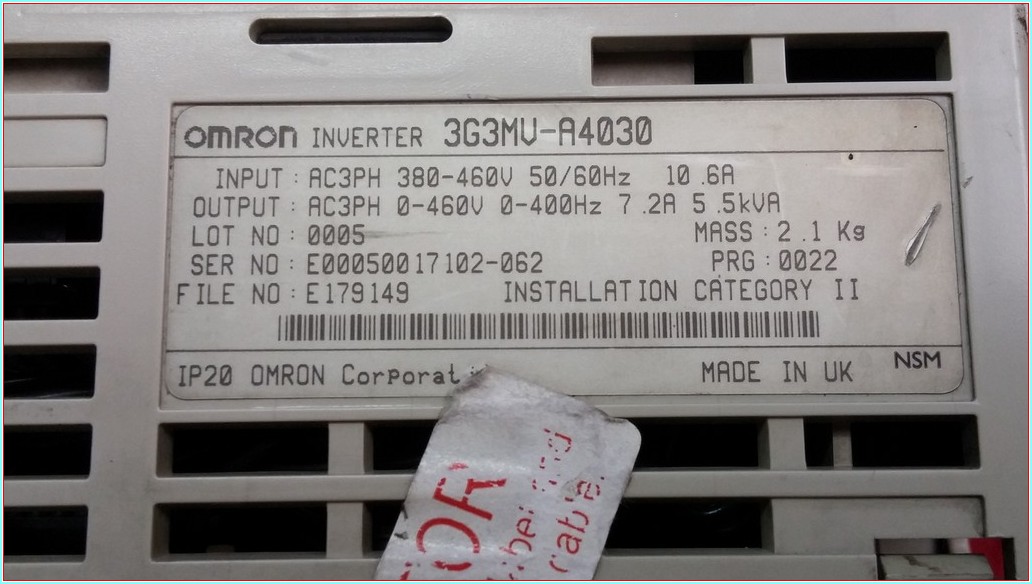 OMRON INVERTER 3G3MV-A4030
INPUT : AC3PH 380-460V 50/60Hz 10.6A
OUTPUT : AC3PH 0-460V 0-400Hz 7.2A 5.5kVA
LOT NO : 0005 MASS : 2.1 Kg
SER NO : E00050017102-062 PRG : 0022
FILE NO : E179149 INSTALLATION CATEGORY II
IP20 OMRON Corporat MADE IN UK NSM